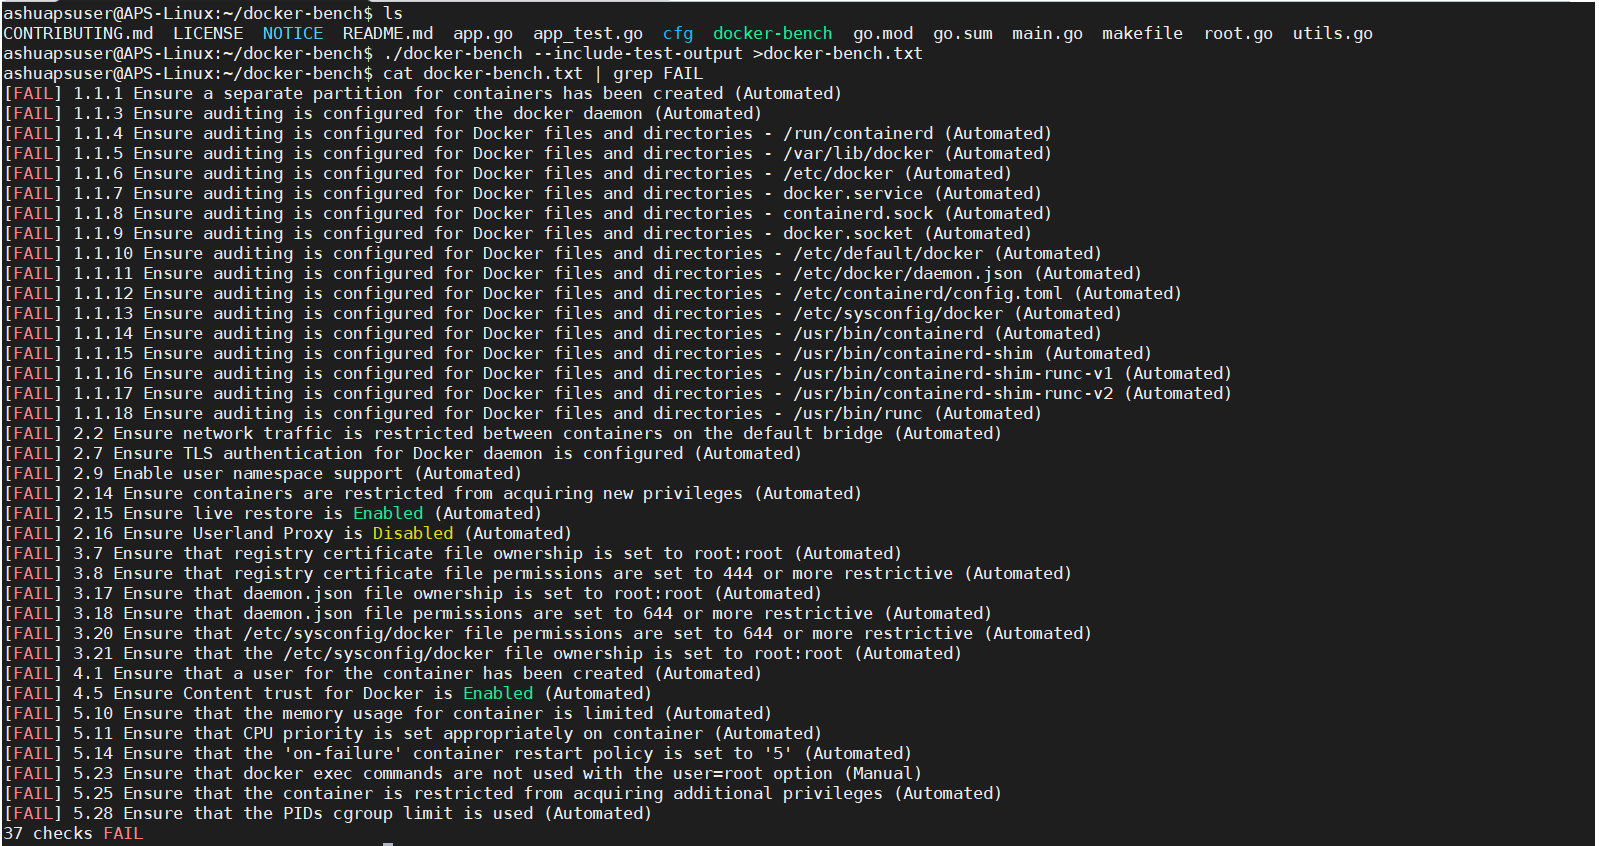 ashuapsuser@APS-Linux:~/docker-bench$ ls
CONTRIBUTING.md  LICENSE  NOTICE  README.md  app.go  app_test.go  cfg  docker-bench  go.mod  go.sum  main.go  makefile  root.go  utils.go
ashuapsuser@APS-Linux:~/docker-bench$ ./docker-bench --include-test-output >docker-bench.txt
ashuapsuser@APS-Linux:~/docker-bench$ cat docker-bench.txt | grep FAIL
[FAIL] 1.1.1 Ensure a separate partition for containers has been created (Automated)
[FAIL] 1.1.3 Ensure auditing is configured for the docker daemon (Automated)
[FAIL] 1.1.4 Ensure auditing is configured for Docker files and directories - /run/containerd (Automated)
[FAIL] 1.1.5 Ensure auditing is configured for Docker files and directories - /var/lib/docker (Automated)
[FAIL] 1.1.6 Ensure auditing is configured for Docker files and directories - /etc/docker (Automated)
[FAIL] 1.1.7 Ensure auditing is configured for Docker files and directories - docker.service (Automated)
[FAIL] 1.1.8 Ensure auditing is configured for Docker files and directories - containerd.sock (Automated)
[FAIL] 1.1.9 Ensure auditing is configured for Docker files and directories - docker.socket (Automated)
[FAIL] 1.1.10 Ensure auditing is configured for Docker files and directories - /etc/default/docker (Automated)
[FAIL] 1.1.11 Ensure auditing is configured for Docker files and directories - /etc/docker/daemon.json (Automated)
[FAIL] 1.1.12 Ensure auditing is configured for Docker files and directories - /etc/containerd/config.toml (Automated)
[FAIL] 1.1.13 Ensure auditing is configured for Docker files and directories - /etc/sysconfig/docker (Automated)
[FAIL] 1.1.14 Ensure auditing is configured for Docker files and directories - /usr/bin/containerd (Automated)
[FAIL] 1.1.15 Ensure auditing is configured for Docker files and directories - /usr/bin/containerd-shim (Automated)
[FAIL] 1.1.16 Ensure auditing is configured for Docker files and directories - /usr/bin/containerd-shim-runc-v1 (Automated)
[FAIL] 1.1.17 Ensure auditing is configured for Docker files and directories - /usr/bin/containerd-shim-runc-v2 (Automated)
[FAIL] 1.1.18 Ensure auditing is configured for Docker files and directories - /usr/bin/runc (Automated)
[FAIL] 2.2 Ensure network traffic is restricted between containers on the default bridge (Automated)
[FAIL] 2.7 Ensure TLS authentication for Docker daemon is configured (Automated)
[FAIL] 2.9 Enable user namespace support (Automated)
[FAIL] 2.14 Ensure containers are restricted from acquiring new privileges (Automated)
[FAIL] 2.15 Ensure live restore is Enabled (Automated)
[FAIL] 2.16 Ensure Userland Proxy is Disabled (Automated)
[FAIL] 3.7 Ensure that registry certificate file ownership is set to root:root (Automated)
[FAIL] 3.8 Ensure that registry certificate file permissions are set to 444 or more restrictive (Automated)
[FAIL] 3.17 Ensure that daemon.json file ownership is set to root:root (Automated)
[FAIL] 3.18 Ensure that daemon.json file permissions are set to 644 or more restrictive (Automated)
[FAIL] 3.20 Ensure that /etc/sysconfig/docker file permissions are set to 644 or more restrictive (Automated)
[FAIL] 3.21 Ensure that the /etc/sysconfig/docker file ownership is set to root:root (Automated)
[FAIL] 4.1 Ensure that a user for the container has been created (Automated)
[FAIL] 4.5 Ensure Content trust for Docker is Enabled (Automated)
[FAIL] 5.10 Ensure that the memory usage for container is limited (Automated)
[FAIL] 5.11 Ensure that CPU priority is set appropriately on container (Automated)
[FAIL] 5.14 Ensure that the 'on-failure' container restart policy is set to '5' (Automated)
[FAIL] 5.23 Ensure that docker exec commands are not used with the user=root option (Manual)
[FAIL] 5.25 Ensure that the container is restricted from acquiring additional privileges (Automated)
[FAIL] 5.28 Ensure that the PIDs cgroup limit is used (Automated)
37 checks FAIL